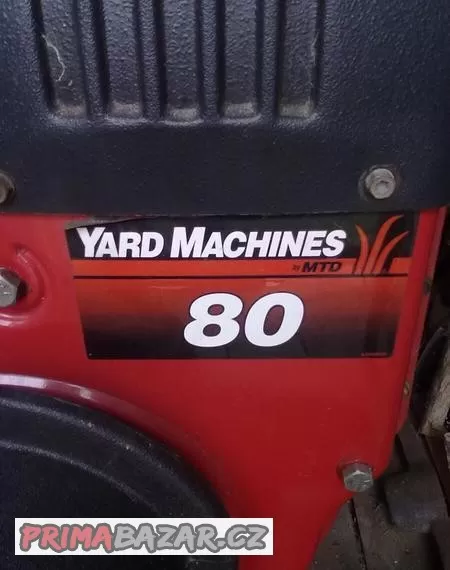 YARD MACHINES
by MTD
80
PRIMABAZAR.CZ